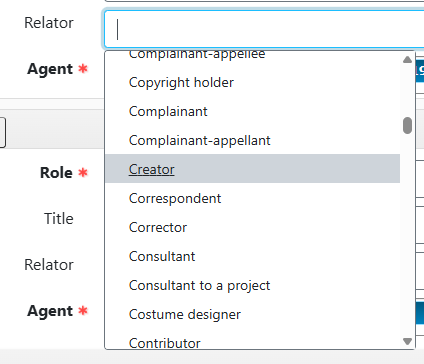 Relator
Agent *
Complainant-appellee
Copyright holder
Complainant
Complainant-appellant
Creator
Role *
Correspondent
Title
Corrector
Relator
Consultant
Consultant to a project
Agent *
Costume designer
Contributor